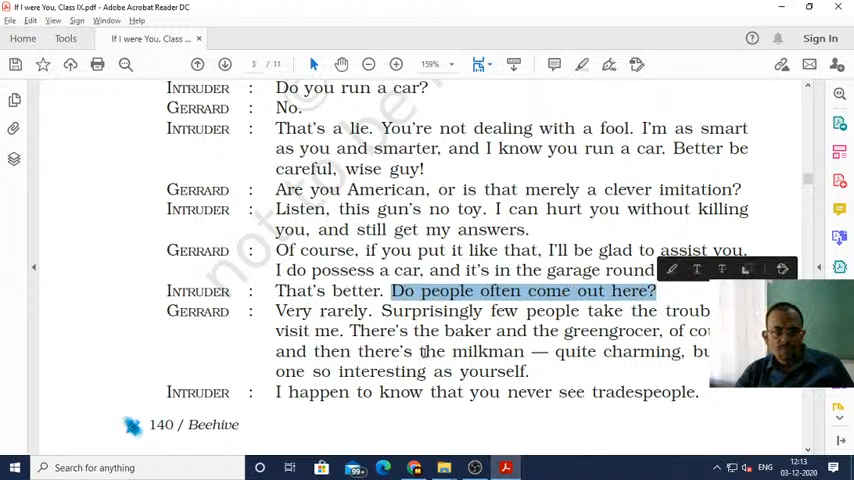 If I were You, Class IX.pdf - Adobe Acrobat Reader DC
File Edit View Sign Window Help
Home Tools If I were You, Class ... × Sign In
3 / 11 159%
INTRUDER : Do you run a car?
GERRARD : No.
INTRUDER : That's a lie. You're not dealing with a fool. I'm as smart
as you and smarter, and I know you run a car. Better be
careful, wise guy!
GERRARD : Are you American, or is that merely a clever imitation?
INTRUDER : Listen, this gun's no toy. I can hurt you without killing
you, and still get my answers.
GERRARD : Of course, if you put it like that, I'll be glad to assist you.
I do possess a car, and it's in the garage round
INTRUDER : That's better. Do people often come out here?
GERRARD : Very rarely. Surprisingly few people take the troub
visit me. There's the baker and the greengrocer, of cou
and then there's the milkman — quite charming, bu
one so interesting as yourself.
INTRUDER : I happen to know that you never see tradespeople.
140 / Beehive
not to be
©
Search for anything
99+
ENG
12:13
03-12-2020